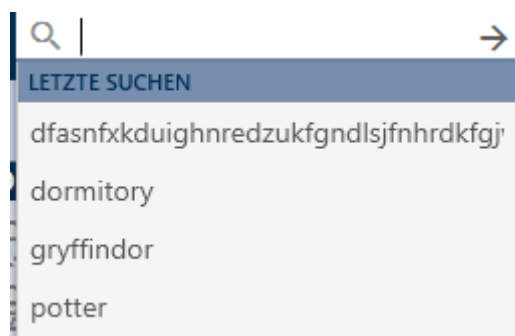 LETZTE SUCHEN
dfasnfxkduighnredzukfgndlsjfnhrdkfgj
dormitory
gryffindor
potter